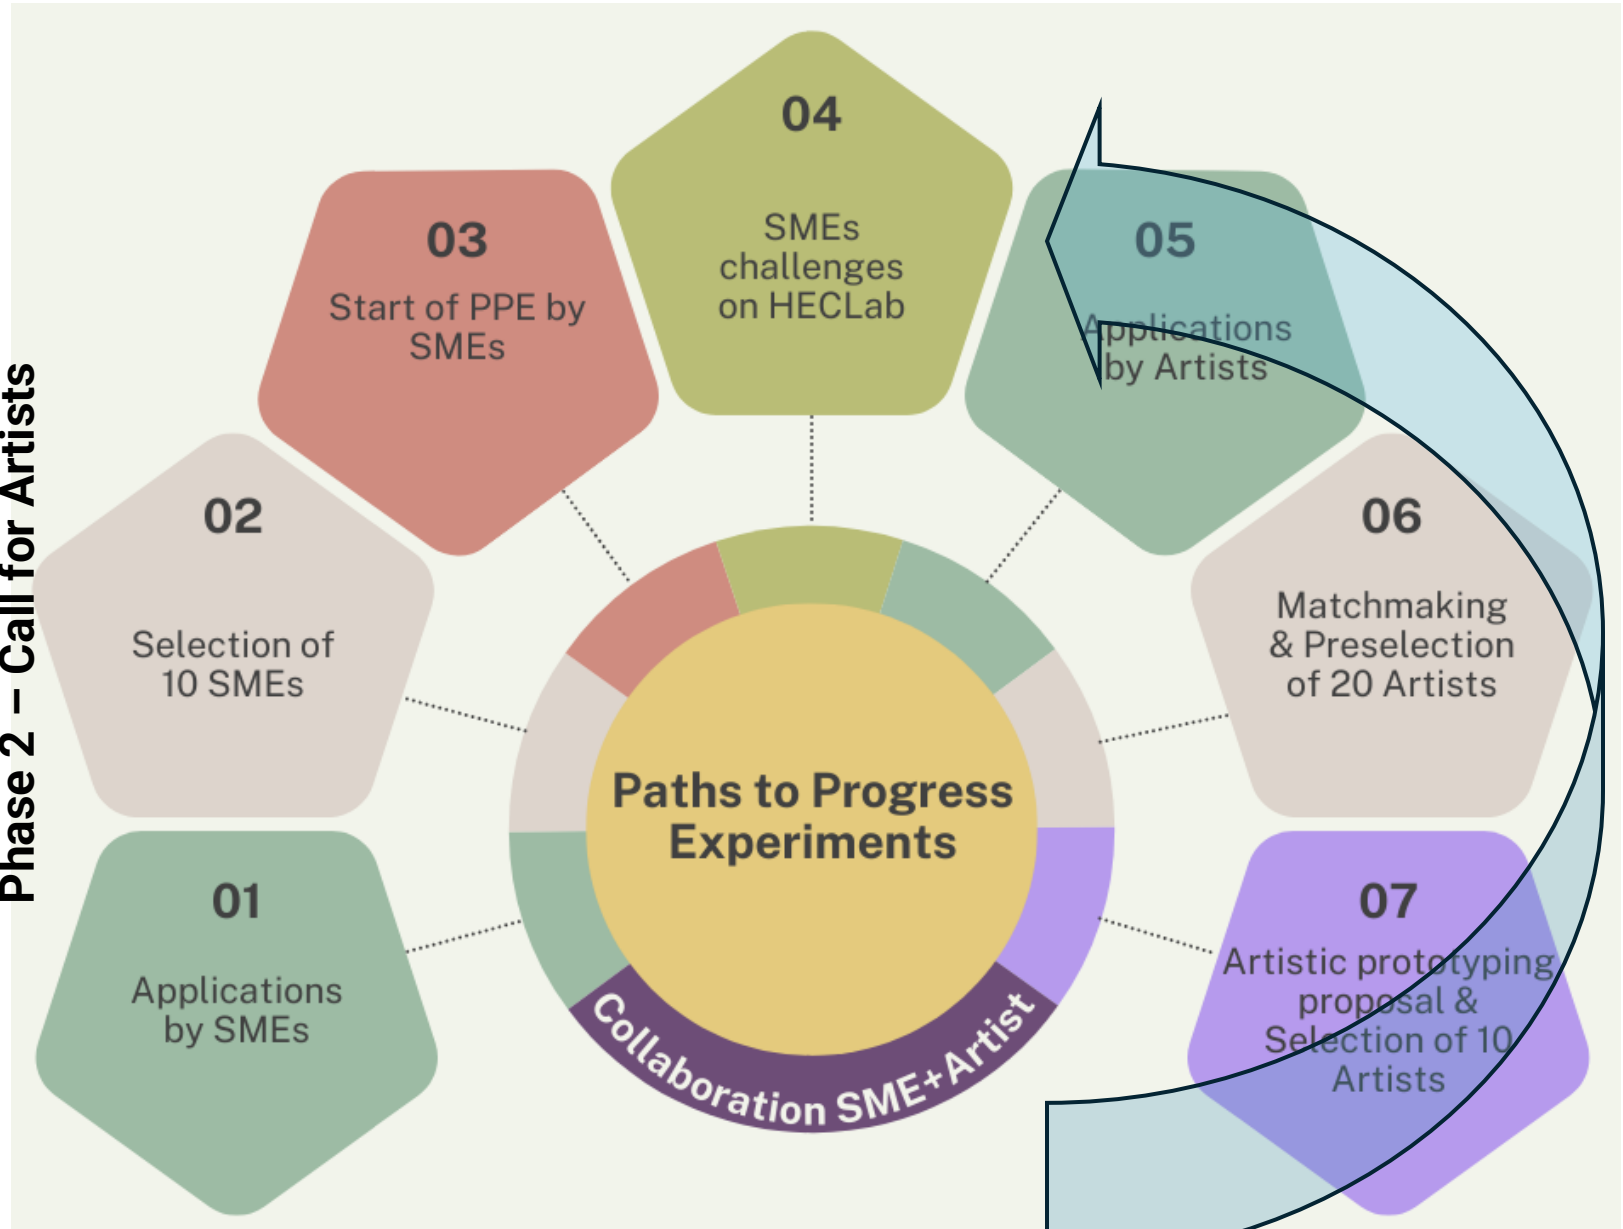 Phase 2 – Call for Artists
01
Applications
by SMEs
02
Selection of
10 SMEs
03
Start of PPE by
SMEs
04
SMEs
challenges
on HECLab
05
Applications
by Artists
06
Matchmaking
& Preselection
of 20 Artists
07
Artistic prototyping
proposal &
Selection of 10
Artists
Paths to Progress
Experiments
Collaboration SME+Artist